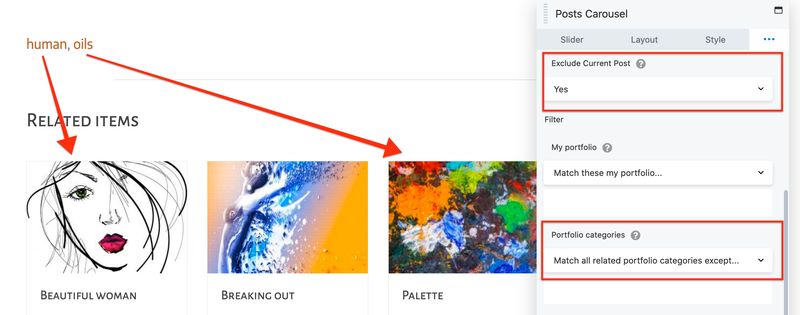 human, oils
Related items
Beautiful woman
Breaking out
Palette
Posts Carousel
Slider
Layout
Style
Exclude Current Post
Yes
Filter
My portfolio
Match these my portfolio...
Portfolio categories
Match all related portfolio categories except...